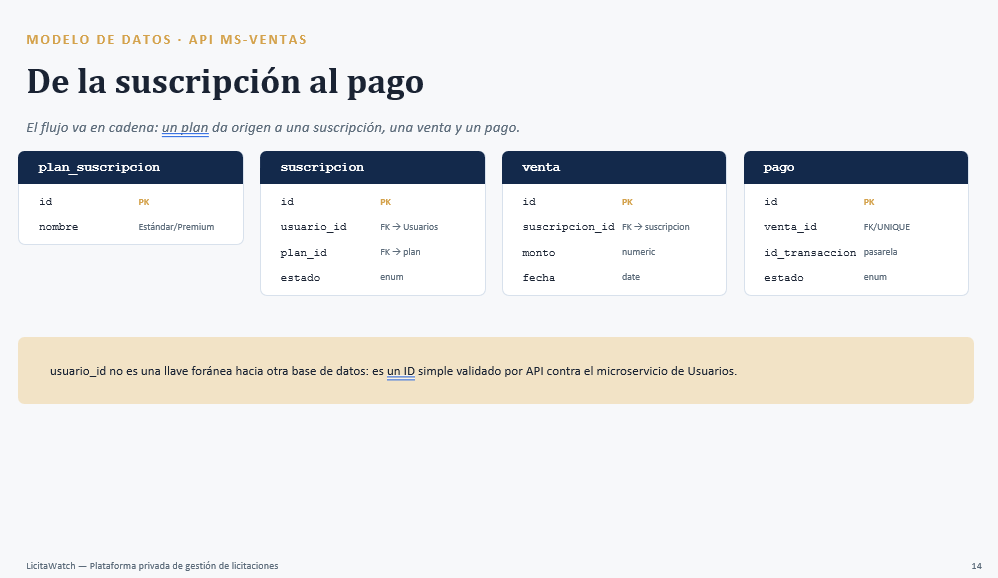 MODELO DE DATOS · API MS-VENTAS
De la suscripción al pago
El flujo va en cadena: un plan da origen a una suscripción, una venta y un pago.
plan_suscripcion
id PK
nombre Estándar/Premium
suscripcion
id PK
usuario_id FK → Usuarios
plan_id FK → plan
estado enum
venta
id PK
suscripcion_id FK → suscripcion
monto numeric
fecha date
pago
id PK
venta_id FK/UNIQUE
id_transaccion pasarela
estado enum
usuario_id no es una llave foránea hacia otra base de datos: es un ID simple validado por API contra el microservicio de Usuarios.
LicitaWatch — Plataforma privada de gestión de licitaciones
14